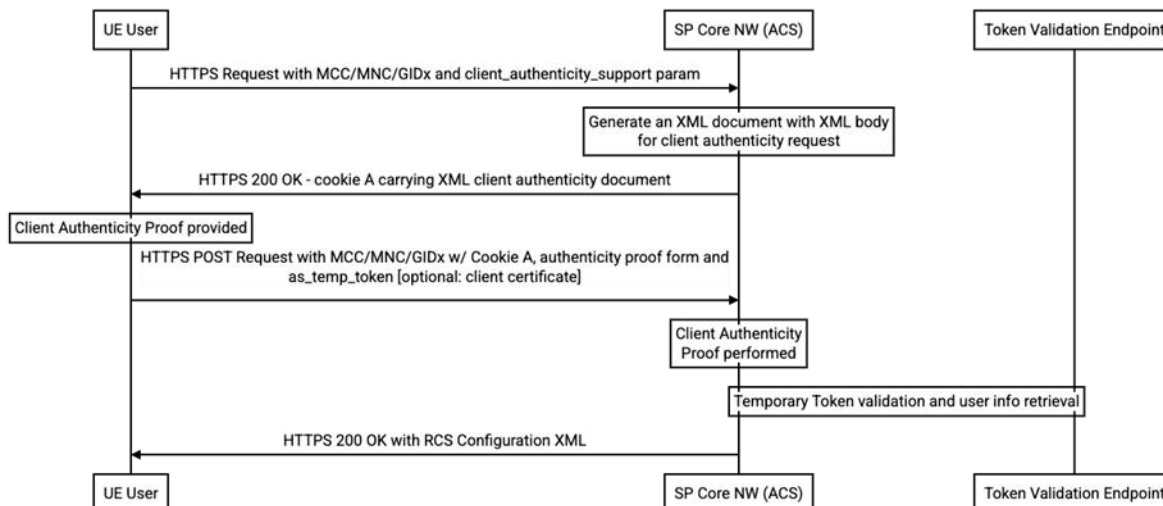 UE User
SP Core NW (ACS)
Token Validation Endpoint
HTTPS Request with MCC/MNC/GIDx and client_authenticity_support param
Generate an XML document with XML body
for client authenticity request
HTTPS 200 OK - cookie A carrying XML client authenticity document
Client Authenticity Proof provided
HTTPS POST Request with MCC/MNC/GIDx w/ Cookie A, authenticity proof form and
as_temp_token [optional: client certificate]
Client Authenticity
Proof performed
Temporary Token validation and user info retrieval
HTTPS 200 OK with RCS Configuration XML
UE User
SP Core NW (ACS)
Token Validation Endpoint